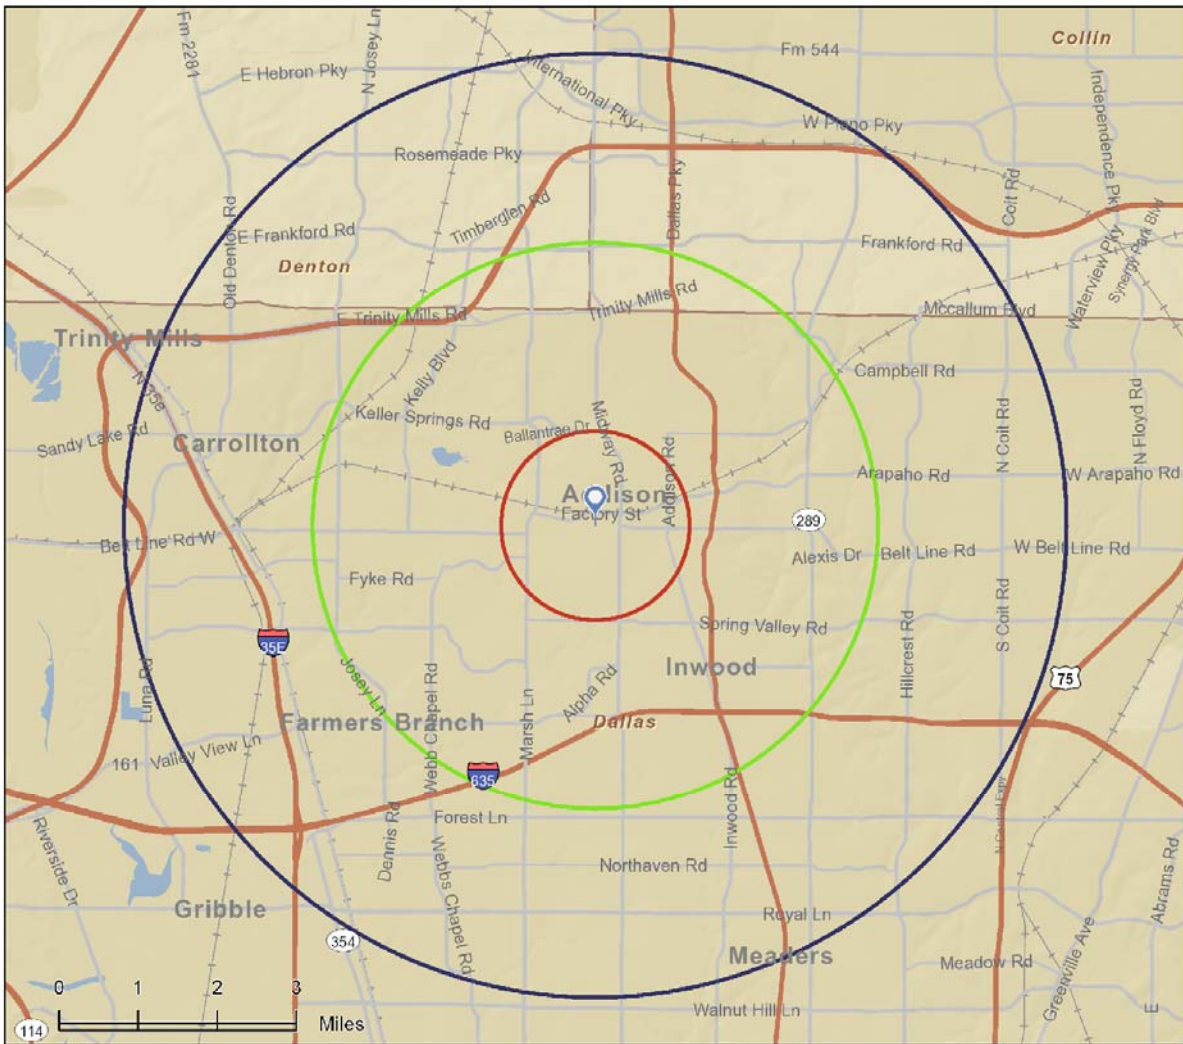 Collin
Fm 2281
N Josey Ln
E Hebron Pky
International Pky
Fm 544
Independence Pky
W Plano Pky
Rosemeade Pky
Dallas Pky
Coit Rd
Old Denton Rd
Timberglen Rd
E Frankford Rd
Frankford Rd
Waterview Pky
Synergy Park Blvd
Denton
Trinity Mills Rd
E Trinity Mills Rd
Mccallum Blvd
Trinity Mills
N 35e
Kelly Blvd
Campbell Rd
Keller Springs Rd
Ballantrae Dr
Midway Rd
Addison Rd
N Coit Rd
N Floyd Rd
Sandy Lake Rd
Carrollton
Arapaho Rd
W Arapaho Rd
Addison
Factory St
289
Belt Line Rd W
Alexis Dr
Belt Line Rd
W Belt Line Rd
Fyke Rd
S Coit Rd
Spring Valley Rd
Hillcrest Rd
35E
Inwood
75
Luna Rd
Josey Ln
Webb Chapel Rd
Marsh Ln
Alpha Rd
Farmers Branch
Dallas
161
Valley View Ln
635
Inwood Rd
N Central Expy
Forest Ln
Riverside Dr
Dennis Rd
Webbs Chapel Rd
Northaven Rd
Abrams Rd
Gribble
Royal Ln
354
Meaders
Meadow Rd
Greenville Ave
0 1 2 3
Miles
Walnut Hill Ln
E
114